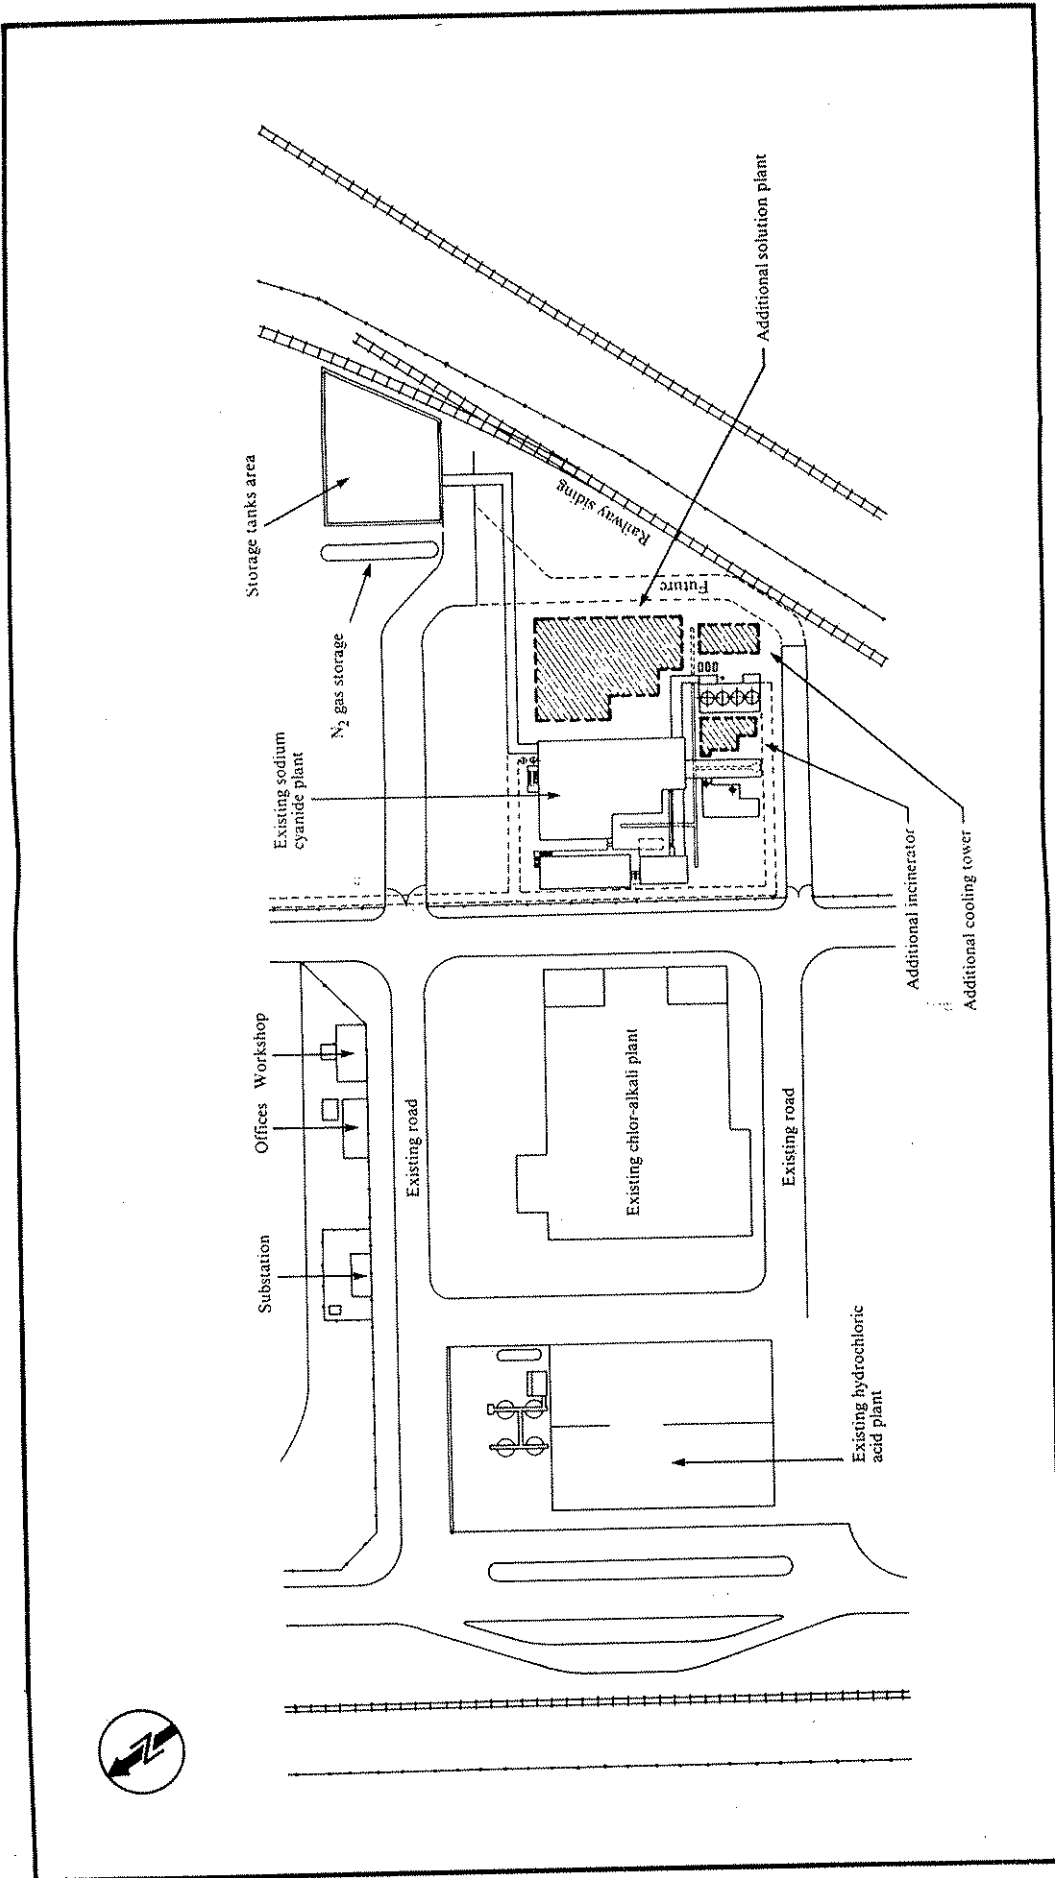 Additional solution plant
Storage tanks area
Railway siding
Future
N₂ gas storage
Existing sodium
cyanide plant
Additional incinerator
Additional cooling tower
Workshop
Offices
Existing road
Existing chlor-alkali plant
Existing road
Substation
Existing hydrochloric
acid plant
N